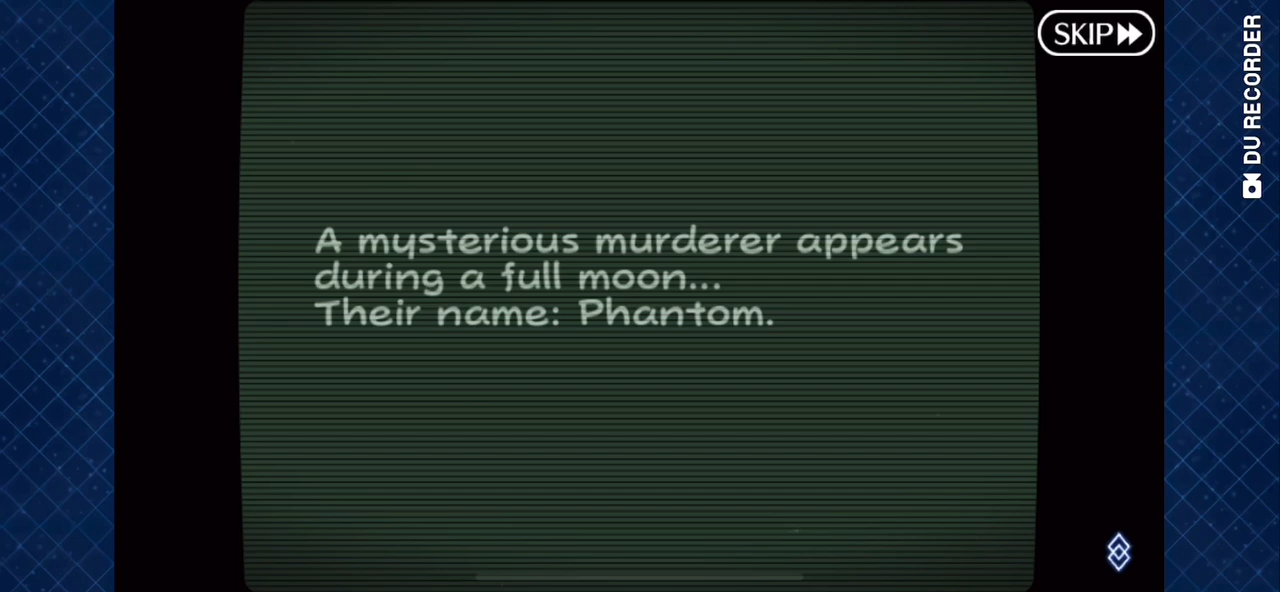 SKIP
A mysterious murderer appears
during a full moon...
Their name: Phantom.
DU RECORDER